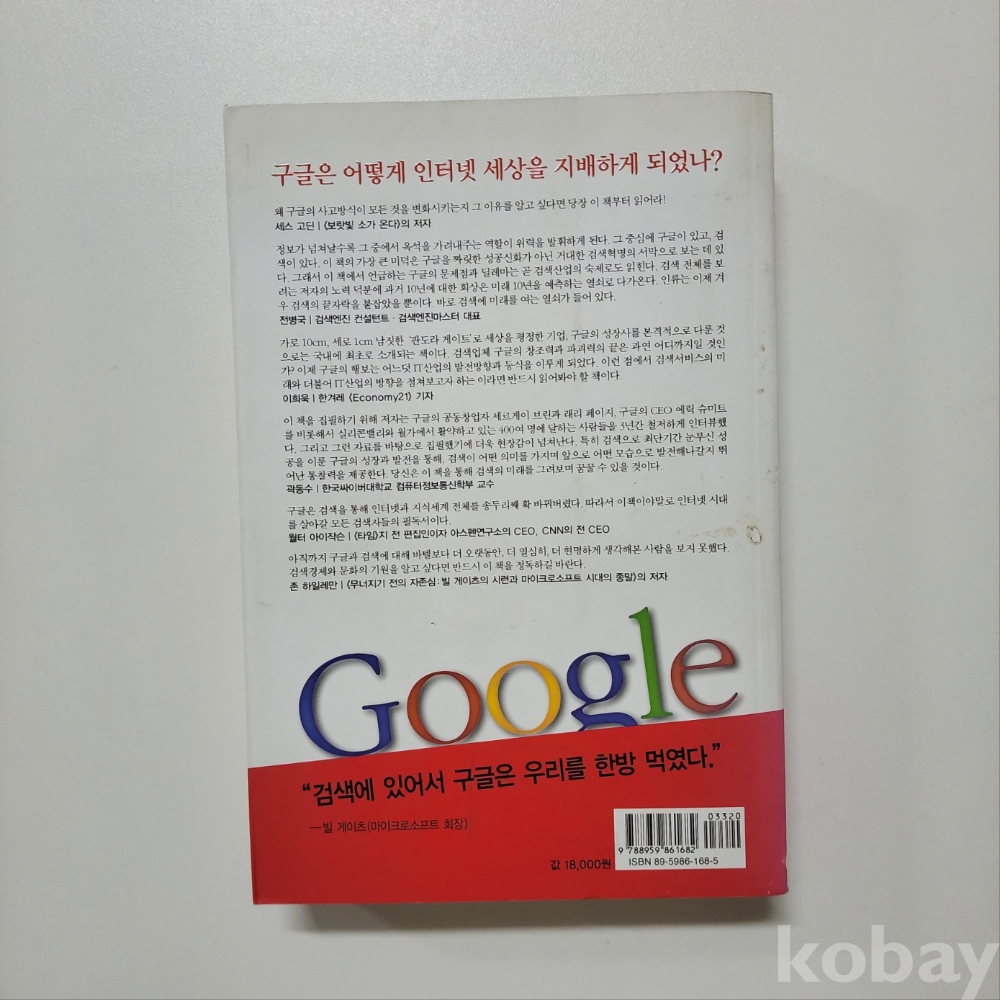 구글은 어떻게 인터넷 세상을 지배하게 되었나?
왜 구글의 사고방식이 모든 것을 변화시키는지 그 이유를 알고 싶다면 당장 이 책부터 읽어라!
세스 고딘 | 《보랏빛 소가 온다》의 저자
정보가 넘쳐날수록 그 중에서 옥석을 가려내주는 역할이 위력을 발휘하게 된다. 그 중심에 구글이 있고, 검
색이 있다. 이 책의 가장 큰 미덕은 구글을 짜릿한 성공신화가 아닌 거대한 검색혁명의 서막으로 보는 데 있
다. 그래서 이 책에서 언급하는 구글의 문제점과 딜레마는 곧 검색산업의 숙제로도 읽힌다. 검색 전체를 보
려는 저자의 노력 덕분에 과거 10년에 대한 회상은 미래 10년을 예측하는 열쇠로 다가온다. 인류는 이제 겨
우 검색의 끝자락을 붙잡았을 뿐이다. 바로 검색에 미래를 여는 열쇠가 들어 있다.
전병국 | 검색엔진 컨설턴트 · 검색엔진마스터 대표
가로 10cm, 세로 1cm 남짓한 '판도라 게이트'로 세상을 평정한 기업, 구글의 성장사를 본격적으로 다룬 것
으로는 국내에 최초로 소개되는 책이다. 검색업체 구글의 창조력과 파괴력의 끝은 과연 어디까지일 것인
가? 이제 구글의 행보는 어느덧 IT산업의 발전방향과 등식을 이루게 되었다. 이런 점에서 검색서비스의 미
래와 더불어 IT산업의 방향을 점쳐보고자 하는 이라면 반드시 읽어봐야 할 책이다.
이희욱 | 한겨레 《Economy21》 기자
이 책을 집필하기 위해 저자는 구글의 공동창업자 세르게이 브린과 래리 페이지, 구글의 CEO 에릭 슈미트
를 비롯해서 실리콘밸리와 월가에서 활약하고 있는 400여 명에 달하는 사람들을 3년간 철저하게 인터뷰했
다. 그리고 그런 자료를 바탕으로 집필했기에 더욱 현장감이 넘쳐난다. 특히 검색으로 최단기간 눈부신 성
공을 이룬 구글의 성장과 발전을 통해, 검색이 어떤 의미를 가지며 앞으로 어떤 모습으로 발전해나갈지 뛰
어난 통찰력을 제공한다. 당신은 이 책을 통해 검색의 미래를 그려보며 꿈꿀 수 있을 것이다.
곽동수 | 한국싸이버대학교 컴퓨터정보통신학부 교수
구글은 검색을 통해 인터넷과 지식세계 전체를 송두리째 확 바꿔버렸다. 따라서 이책이야말로 인터넷 시대
를 살아갈 모든 검색자들의 필독서이다.
월터 아이작슨 | 《타임》지 전 편집인이자 아스펜연구소의 CEO, CNN의 전 CEO
아직까지 구글과 검색에 대해 바텔보다 더 오랫동안, 더 열심히, 더 현명하게 생각해본 사람을 보지 못했다.
검색경제와 문화의 기원을 알고 싶다면 반드시 이 책을 정독하길 바란다.
존 하일레만 | 《무너지기 전의 자존심: 빌 게이츠의 시련과 마이크로소프트 시대의 종말》의 저자
Google
“검색에 있어서 구글은 우리를 한방 먹였다.”
—빌 게이츠(마이크로소프트 회장)
값 18,000원
03320
9 788959 861682
ISBN 89-5986-168-5
kobay